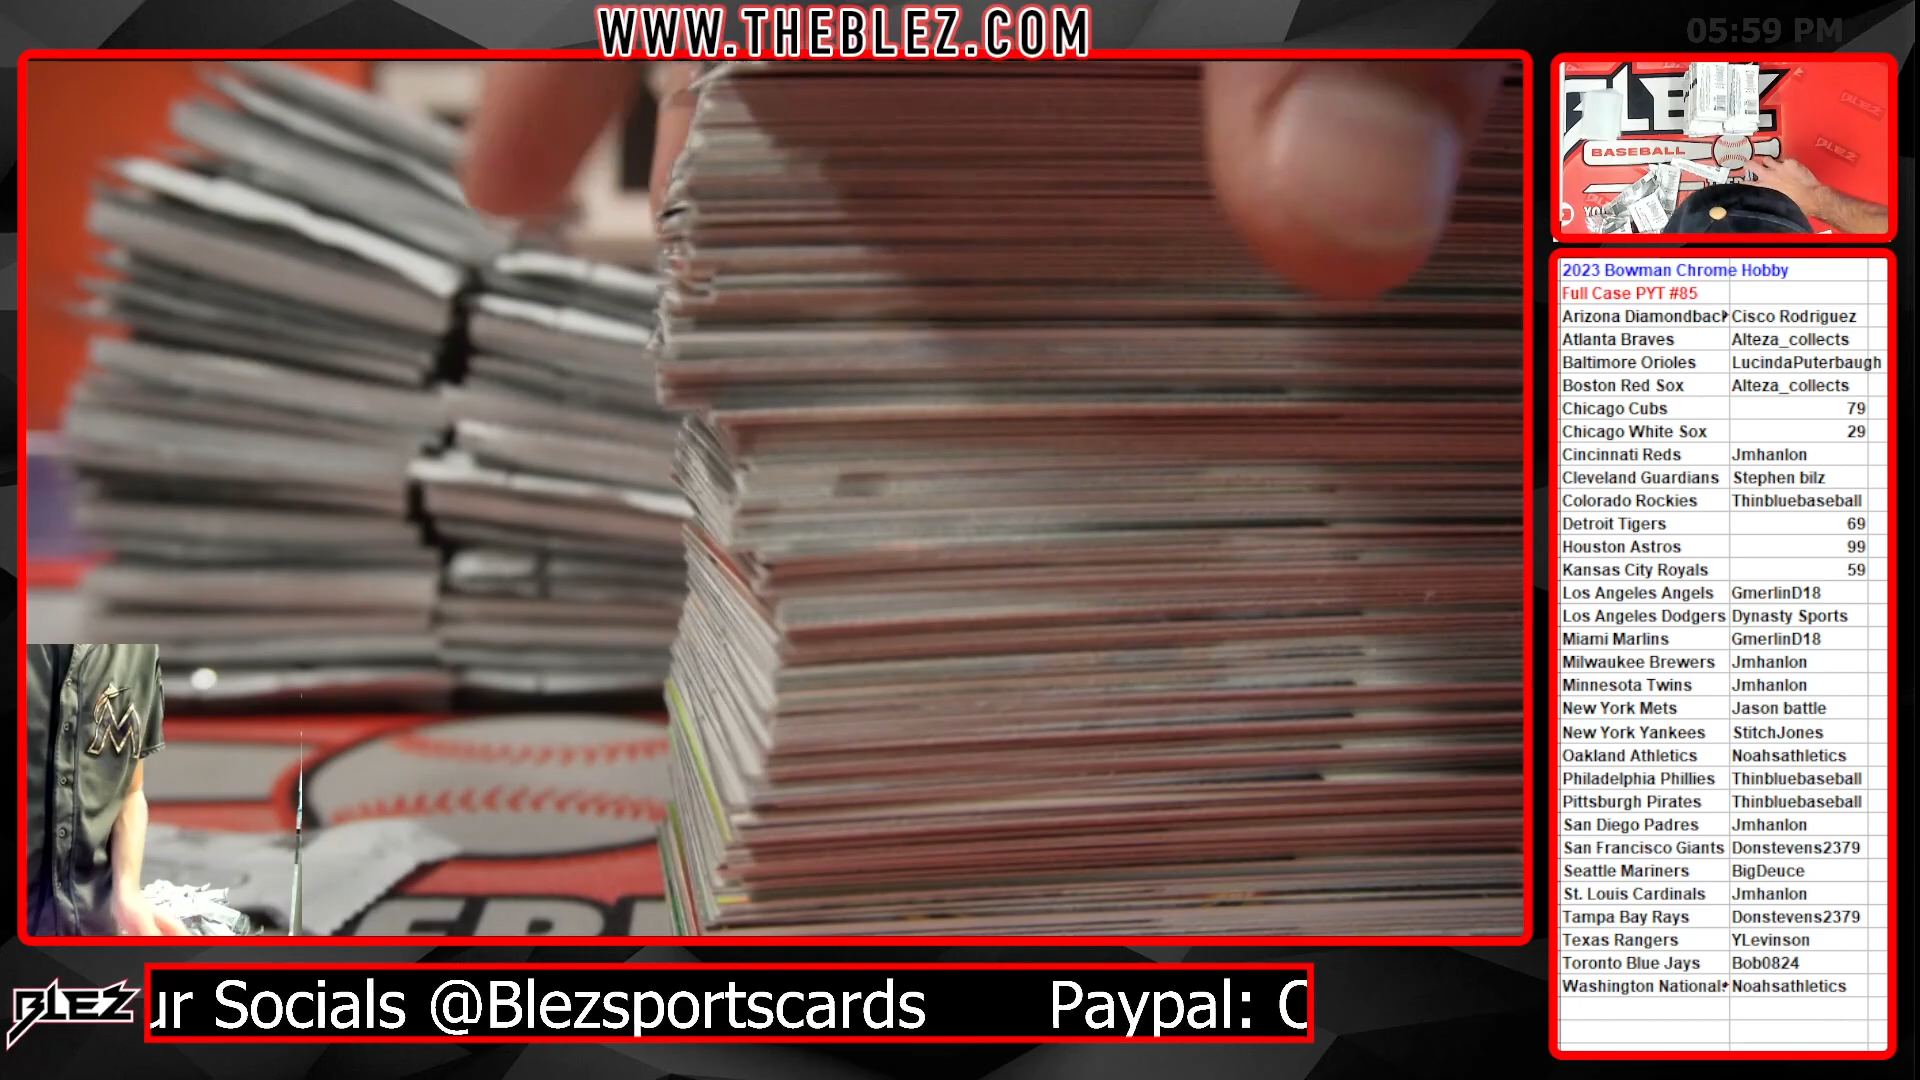 WWW.THEBLEZ.COM
05:59 PM
BLEZ
BASEBALL
BLEZ
BLEZ
2023 Bowman Chrome Hobby
Full Case PYT #85
Arizona Diamondback Cisco Rodriguez
Atlanta Braves Alteza_collects
Baltimore Orioles LucindaPuterbaugh
Boston Red Sox Alteza_collects
Chicago Cubs 79
Chicago White Sox 29
Cincinnati Reds Jmhanlon
Cleveland Guardians Stephen bilz
Colorado Rockies Thinbluebaseball
Detroit Tigers 69
Houston Astros 99
Kansas City Royals 59
Los Angeles Angels GmerlinD18
Los Angeles Dodgers Dynasty Sports
Miami Marlins GmerlinD18
Milwaukee Brewers Jmhanlon
Minnesota Twins Jmhanlon
New York Mets Jason battle
New York Yankees StitchJones
Oakland Athletics Noahsathletics
Philadelphia Phillies Thinbluebaseball
Pittsburgh Pirates Thinbluebaseball
San Diego Padres Jmhanlon
San Francisco Giants Donstevens2379
Seattle Mariners BigDeuce
St. Louis Cardinals Jmhanlon
Tampa Bay Rays Donstevens2379
Texas Rangers YLevinson
Toronto Blue Jays Bob0824
Washington Nationals Noahsathletics
M
BLEZ
ur Socials @Blezsportscards Paypal: C